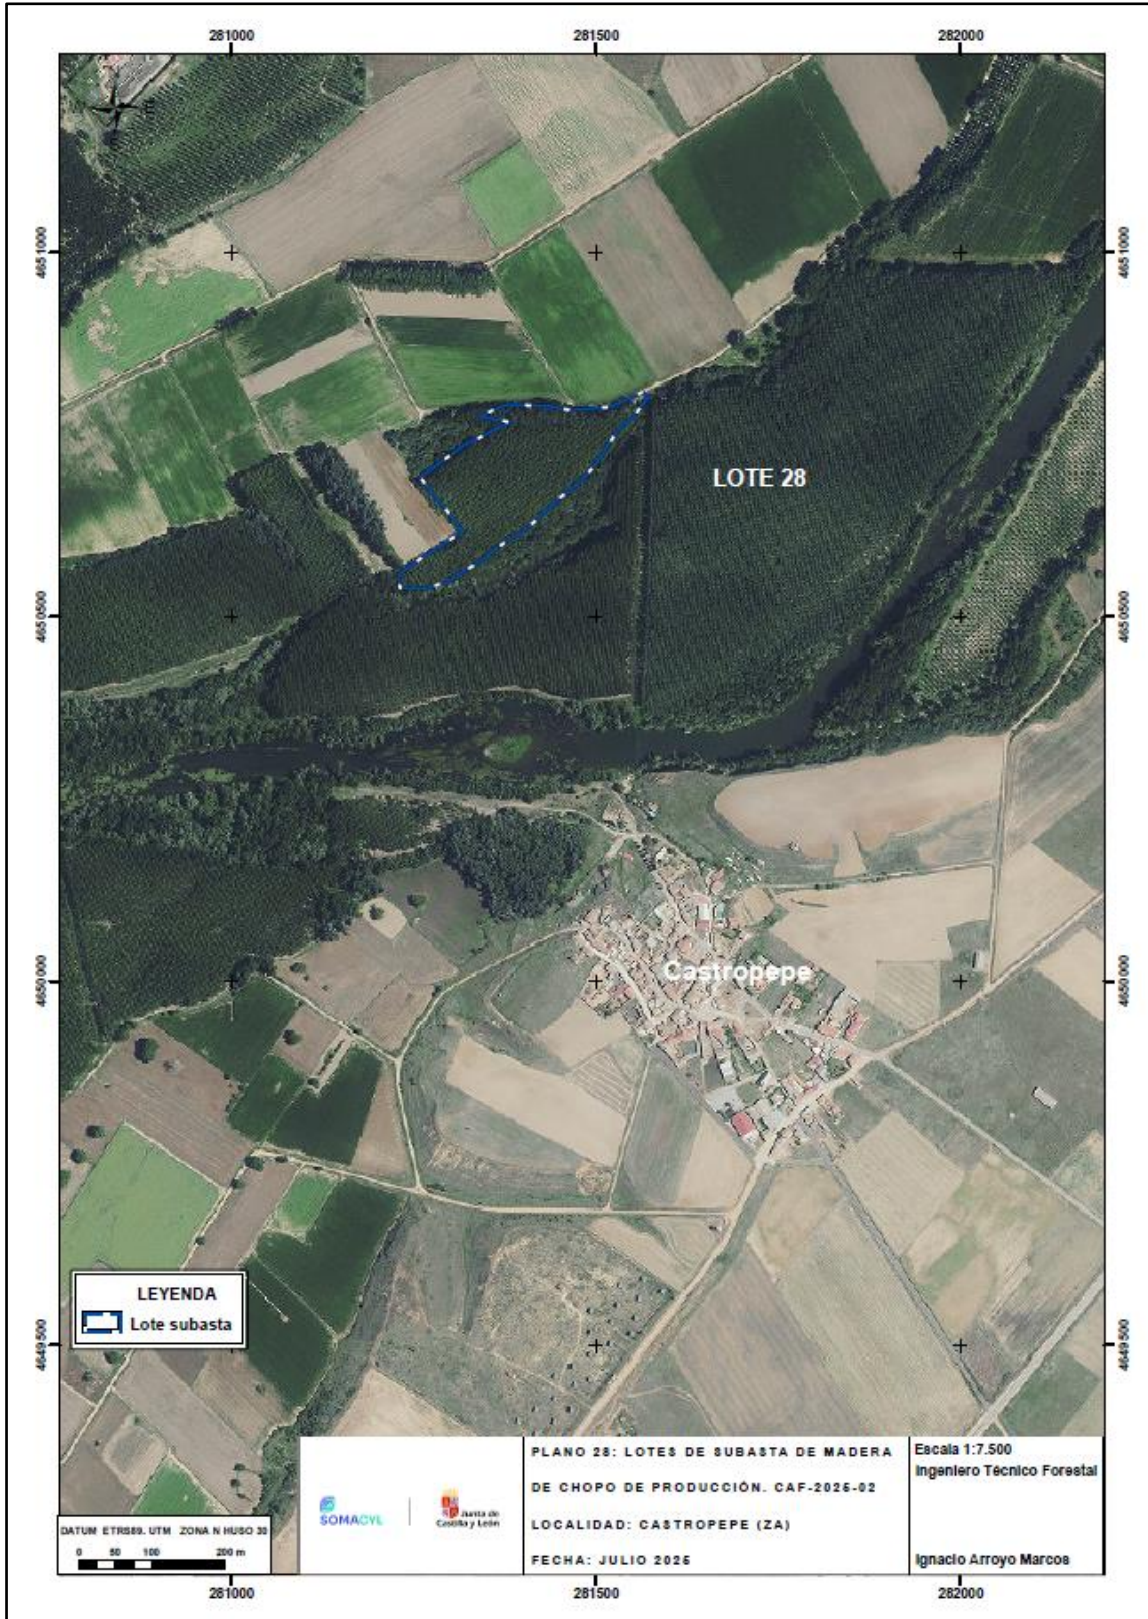 281000 281500 282000
4651000 4651000
LOTE 28
4650500 4650500
Castropepe
4650000 4650000
LEYENDA
Lote subasta
4649500 4649500
DATUM ETRS89. UTM ZONA N HUSO 30
0 50 100 200 m
SOMACYL
Junta de
Castilla y León
PLANO 28: LOTES DE SUBASTA DE MADERA
DE CHOPO DE PRODUCCIÓN. CAF-2025-02
LOCALIDAD: CASTROPEPE (ZA)
FECHA: JULIO 2025
Escala 1:7.500
Ingeniero Técnico Forestal
Ignacio Arroyo Marcos
281000 281500 282000